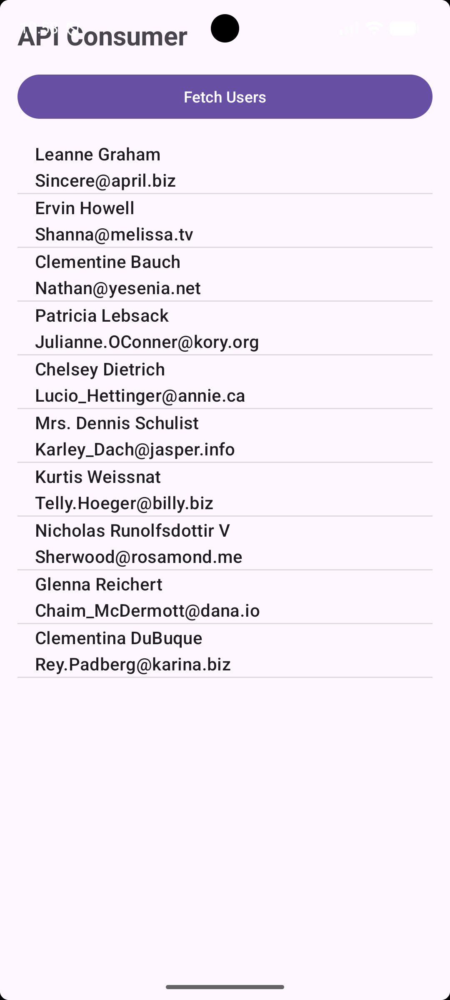 10:58
API Consumer
Fetch Users
Leanne Graham
Sincere@april.biz
Ervin Howell
Shanna@melissa.tv
Clementine Bauch
Nathan@yesenia.net
Patricia Lebsack
Julianne.OConner@kory.org
Chelsey Dietrich
Lucio_Hettinger@annie.ca
Mrs. Dennis Schulist
Karley_Dach@jasper.info
Kurtis Weissnat
Telly.Hoeger@billy.biz
Nicholas Runolfsdottir V
Sherwood@rosamond.me
Glenna Reichert
Chaim_McDermott@dana.io
Clementina DuBuque
Rey.Padberg@karina.biz